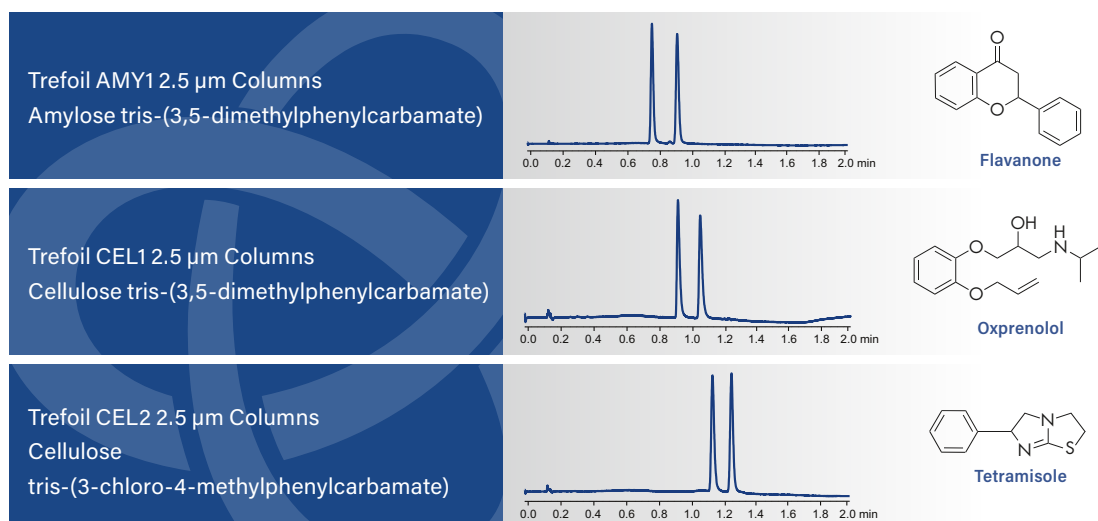 Trefoil AMY1 2.5 µm Columns
Amylose tris-(3,5-dimethylphenylcarbamate)
0.0 0.2 0.4 0.6 0.8 1.0 1.2 1.4 1.6 1.8 2.0 min
O
O
Flavanone
Trefoil CEL1 2.5 µm Columns
Cellulose tris-(3,5-dimethylphenylcarbamate)
0.0 0.2 0.4 0.6 0.8 1.0 1.2 1.4 1.6 1.8 2.0 min
OH
H
O N
O
Oxprenolol
Trefoil CEL2 2.5 µm Columns
Cellulose
tris-(3-chloro-4-methylphenylcarbamate)
0.0 0.2 0.4 0.6 0.8 1.0 1.2 1.4 1.6 1.8 2.0 min
N
N S
Tetramisole